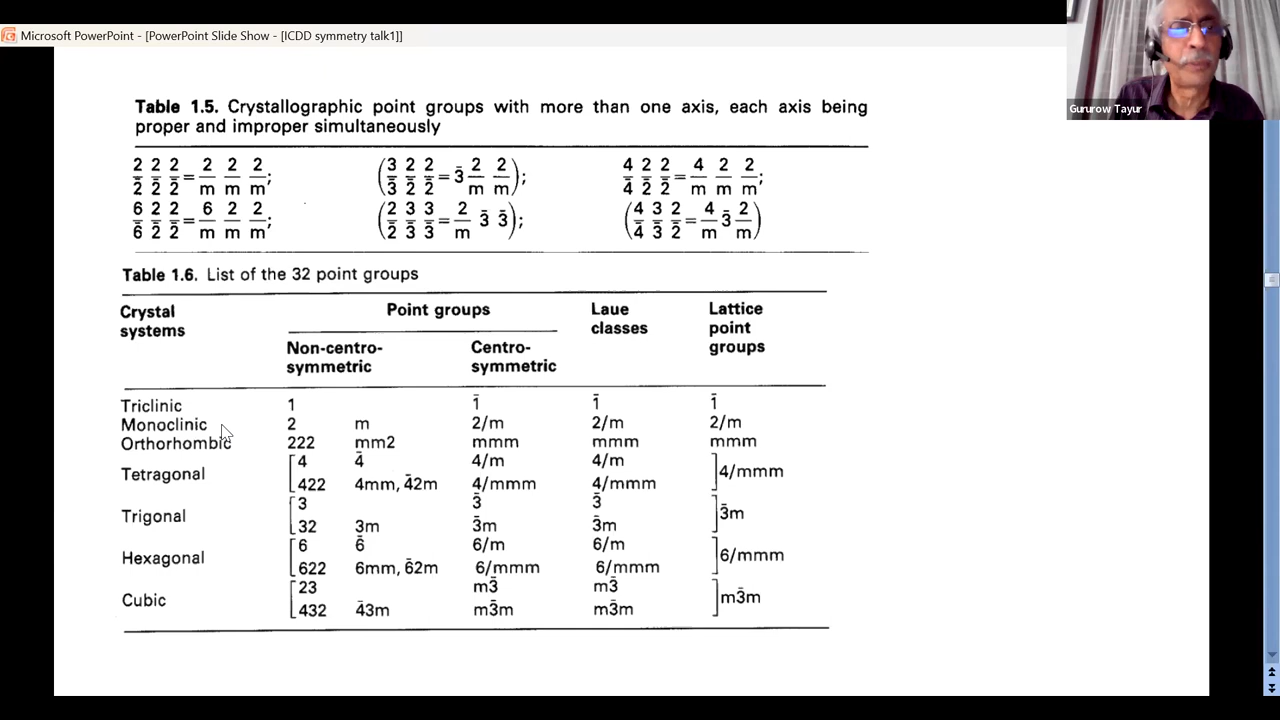 Microsoft PowerPoint - [PowerPoint Slide Show - [ICDD symmetry talk1]]
Gururow Tayur
Table 1.5. Crystallographic point groups with more than one axis, each axis being
proper and improper simultaneously
2/2̄ 2/2̄ 2/2̄ = 2/m 2/m 2/m; (3/3̄ 2/2̄ 2/2̄ = 3̄ 2/m 2/m); 4/4̄ 2/2̄ 2/2̄ = 4/m 2/m 2/m;
6/6̄ 2/2̄ 2/2̄ = 6/m 2/m 2/m; (2/2̄ 3/3̄ 3/3̄ = 2/m 3̄ 3̄); (4/4̄ 3/3̄ 2/2̄ = 4/m 3̄ 2/m)
Table 1.6. List of the 32 point groups
Crystal systems Point groups Laue classes Lattice point groups
Non-centro-symmetric Centro-symmetric
Triclinic 1 1̄ 1̄ 1̄
Monoclinic 2 m 2/m 2/m 2/m
Orthorhombic 222 mm2 mmm mmm mmm
Tetragonal [4 4̄ 4/m 4/m ]4/mmm
422 4mm, 4̄2m 4/mmm 4/mmm
Trigonal [3 3̄ 3̄ ]3̄m
32 3m 3̄m 3̄m
Hexagonal [6 6̄ 6/m 6/m ]6/mmm
622 6mm, 6̄2m 6/mmm 6/mmm
Cubic [23 m3̄ m3̄ ]m3̄m
432 4̄3m m3̄m m3̄m